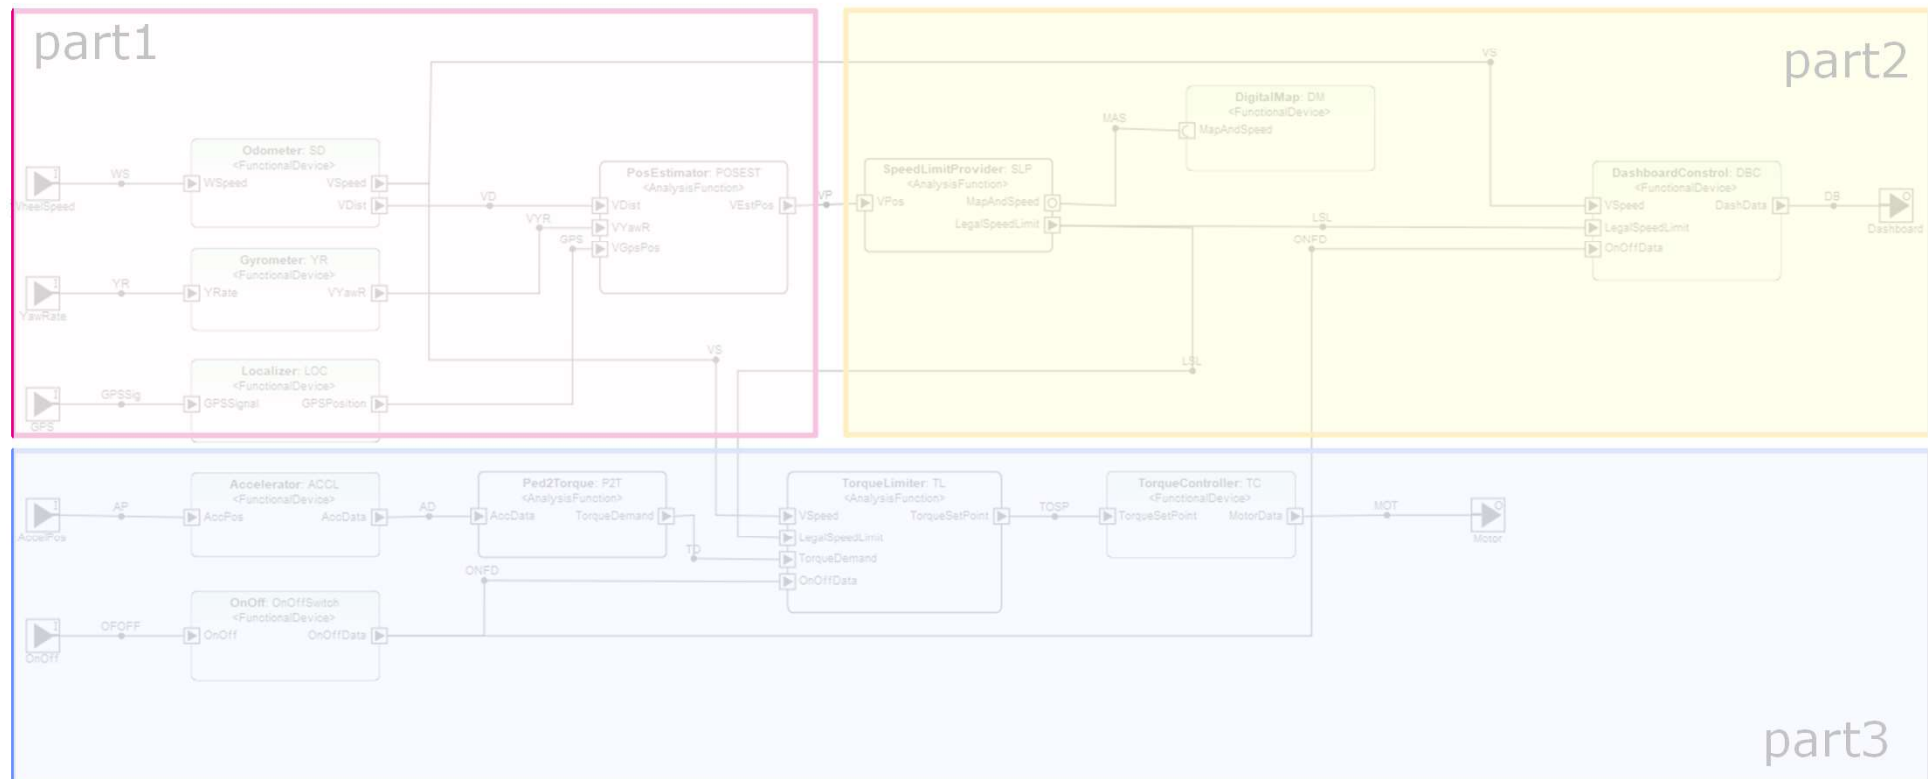 part1
part2
VS
DigitalMap: DM
<FunctionalDevice>
MapAndSpeed
MAS
Odometer: SD
<FunctionalDevice>
WS
WSpeed
VSpeed
VDist
WheelSpeed
VD
PosEstimator: POSEST
<AnalysisFunction>
VDist
VEstPos
VYawR
VGpsPos
VYR
GPS
VP
SpeedLimitProvider: SLP
<AnalysisFunction>
VPos
MapAndSpeed
LegalSpeedLimit
LSL
ONFD
DashboardConstrol: DBC
<FunctionalDevice>
VSpeed
DashData
LegalSpeedLimit
OnOffData
DB
Dashboard
Gyrometer: YR
<FunctionalDevice>
YR
YRate
VYawR
YawRate
VS
LSL
Localizer: LOC
<FunctionalDevice>
GPSSig
GPSSignal
GPSPosition
GPS
Accelerator: ACCL
<FunctionalDevice>
AP
AccPos
AccData
AccelPos
AD
Ped2Torque: P2T
<AnalysisFunction>
AccData
TorqueDemand
TD
TorqueLimiter: TL
<AnalysisFunction>
VSpeed
TorqueSetPoint
LegalSpeedLimit
TorqueDemand
OnOffData
TOSP
TorqueController: TC
<FunctionalDevice>
TorqueSetPoint
MotorData
MOT
Motor
ONFD
OnOff: OnOffSwitch
<FunctionalDevice>
OFOFF
OnOff
OnOffData
OnOff
part3